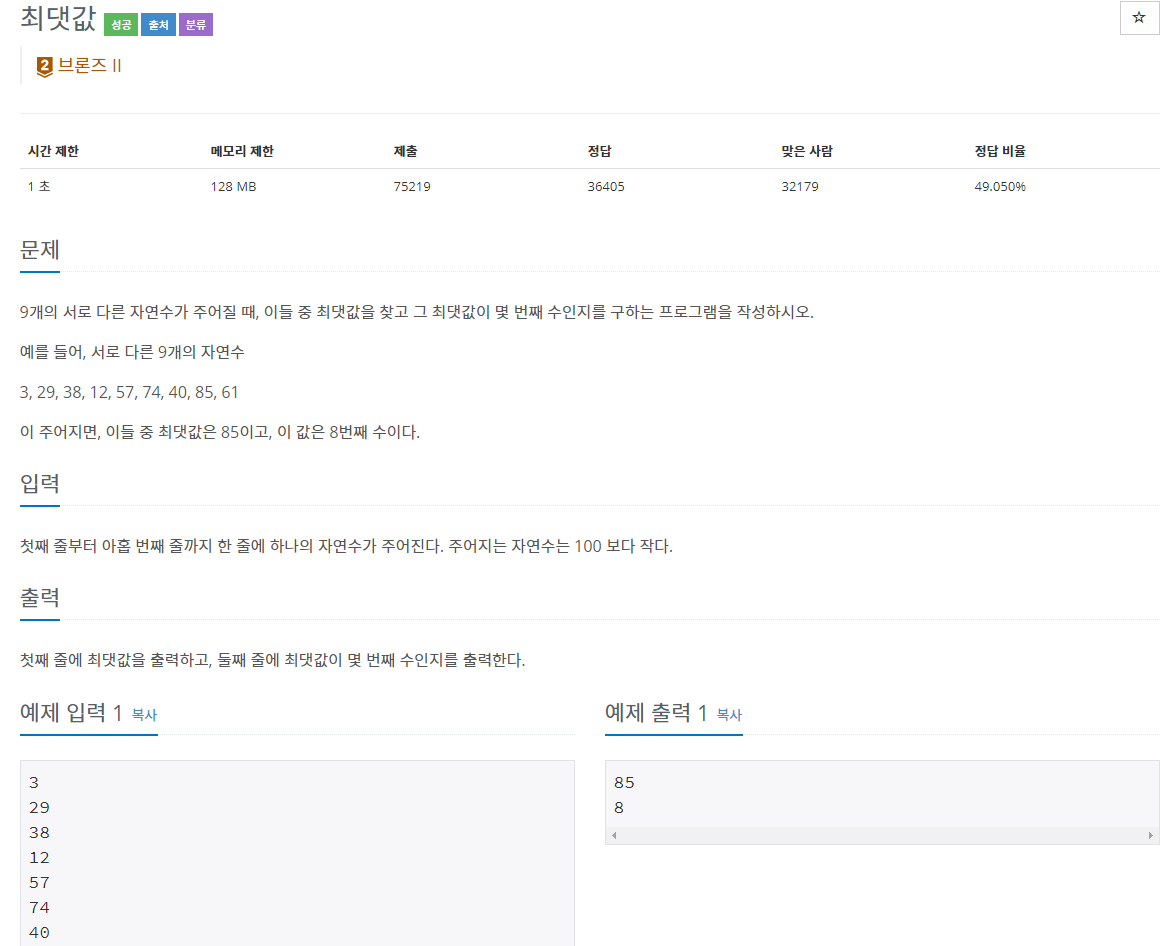 최댓값 성공 출처 분류
☆
2 브론즈 II
시간 제한 메모리 제한 제출 정답 맞은 사람 정답 비율
1 초 128 MB 75219 36405 32179 49.050%
문제
9개의 서로 다른 자연수가 주어질 때, 이들 중 최댓값을 찾고 그 최댓값이 몇 번째 수인지를 구하는 프로그램을 작성하시오.
예를 들어, 서로 다른 9개의 자연수
3, 29, 38, 12, 57, 74, 40, 85, 61
이 주어지면, 이들 중 최댓값은 85이고, 이 값은 8번째 수이다.
입력
첫째 줄부터 아홉 번째 줄까지 한 줄에 하나의 자연수가 주어진다. 주어지는 자연수는 100 보다 작다.
출력
첫째 줄에 최댓값을 출력하고, 둘째 줄에 최댓값이 몇 번째 수인지를 출력한다.
예제 입력 1 복사
3
29
38
12
57
74
40
예제 출력 1 복사
85
8